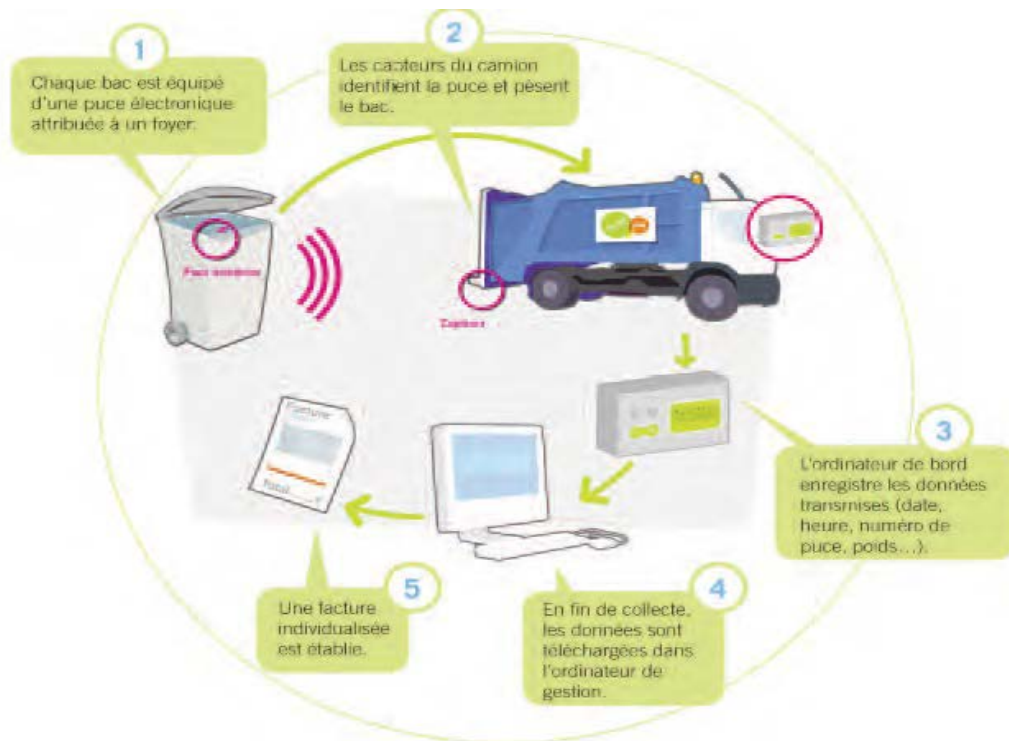 1
Chaque bac est équipé
d'une puce électronique
attribuée à un foyer.
2
Les capteurs du camion
identifient la puce et pèsent
le bac.
Capteurs
3
L'ordinateur de bord
enregistre les données
transmises (date,
heure, numéro de
puce, poids...).
4
En fin de collecte,
les données sont
téléchargées dans
l'ordinateur de
gestion.
5
Une facture
individualisée
est établie.
Facture
Total